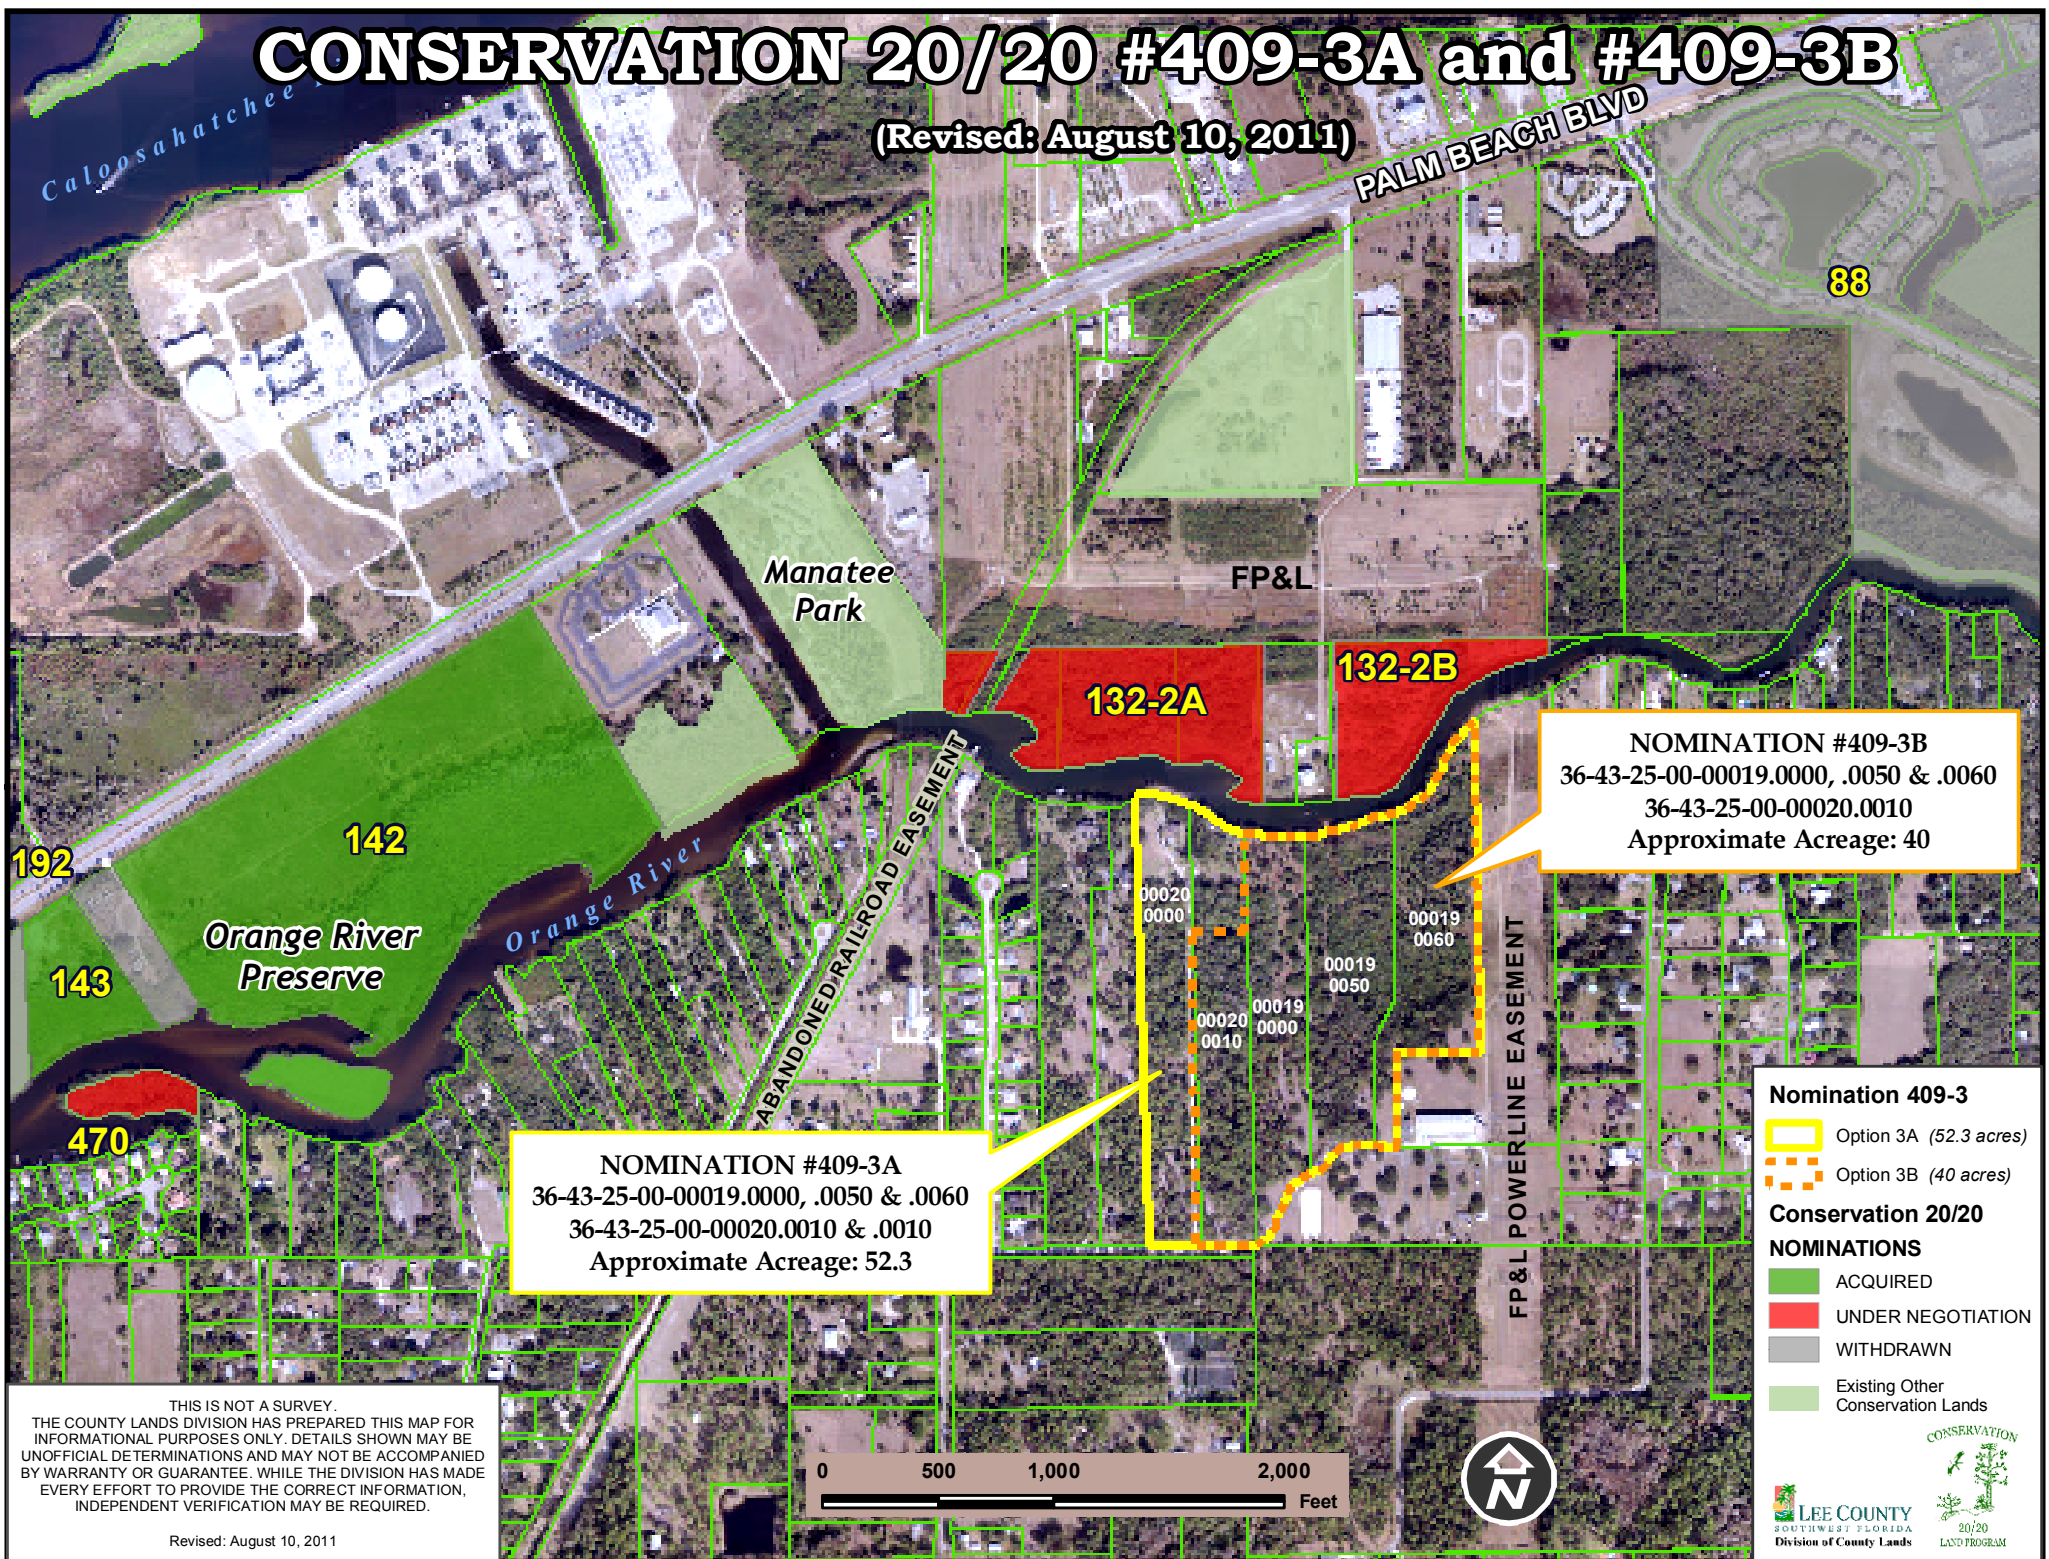 CONSERVATION 20/20 #409-3A and #409-3B
(Revised: August 10, 2011)
Caloosahatchee
PALM BEACH BLVD
88
Manatee
Park
FP&L
132-2A
132-2B
NOMINATION #409-3B
36-43-25-00-00019.0000, .0050 & .0060
36-43-25-00-00020.0010
Approximate Acreage: 40
192
142
143
Orange River
Preserve
Orange River
ABANDONED RAILROAD EASEMENT
00020
0000
00019
0060
00019
0050
00019
0000
00020
0010
FP&L POWERLINE EASEMENT
470
NOMINATION #409-3A
36-43-25-00-00019.0000, .0050 & .0060
36-43-25-00-00020.0010 & .0010
Approximate Acreage: 52.3
Nomination 409-3
Option 3A (52.3 acres)
Option 3B (40 acres)
Conservation 20/20
NOMINATIONS
ACQUIRED
UNDER NEGOTIATION
WITHDRAWN
Existing Other
Conservation Lands
CONSERVATION
20/20
LAND PROGRAM
LEE COUNTY
SOUTHWEST FLORIDA
Division of County Lands
THIS IS NOT A SURVEY.
THE COUNTY LANDS DIVISION HAS PREPARED THIS MAP FOR
INFORMATIONAL PURPOSES ONLY. DETAILS SHOWN MAY BE
UNOFFICIAL DETERMINATIONS AND MAY NOT BE ACCOMPANIED
BY WARRANTY OR GUARANTEE. WHILE THE DIVISION HAS MADE
EVERY EFFORT TO PROVIDE THE CORRECT INFORMATION,
INDEPENDENT VERIFICATION MAY BE REQUIRED.
Revised: August 10, 2011
0 500 1,000 2,000
Feet
N